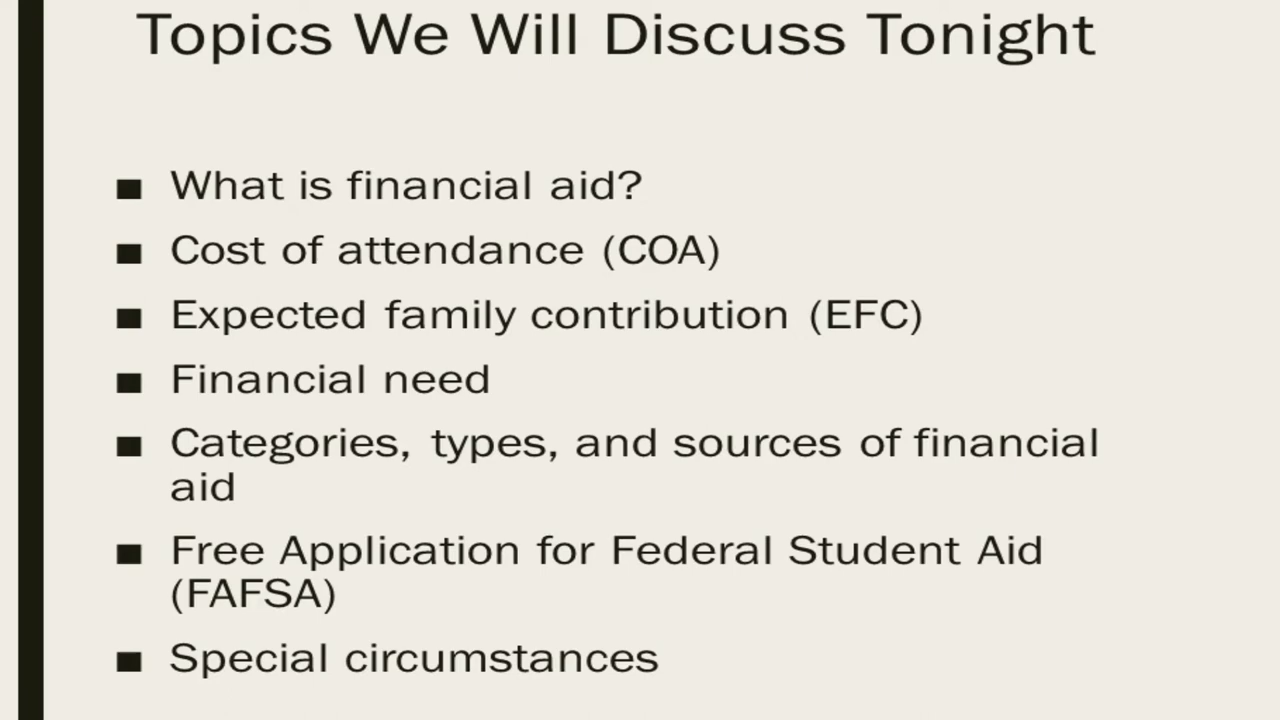 Topics We Will Discuss Tonight
■ What is financial aid?
■ Cost of attendance (COA)
■ Expected family contribution (EFC)
■ Financial need
■ Categories, types, and sources of financial
aid
■ Free Application for Federal Student Aid
(FAFSA)
■ Special circumstances